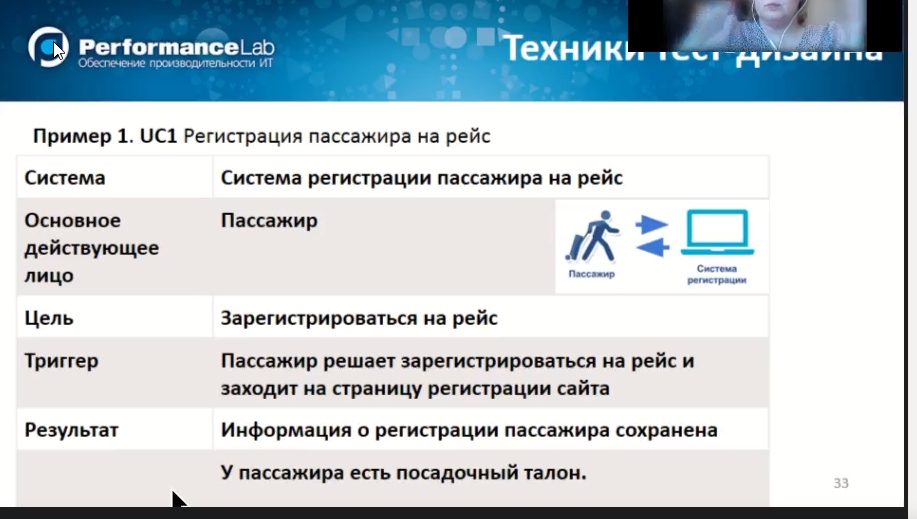 PerformanceLab
Обеспечение производительности ИТ
Техники тест-дизайна
Пример 1. UC1 Регистрация пассажира на рейс
Система
Система регистрации пассажира на рейс
Основное
действующее
лицо
Пассажир
Пассажир
Система
регистрации
Цель
Зарегистрироваться на рейс
Триггер
Пассажир решает зарегистрироваться на рейс и
заходит на страницу регистрации сайта
Результат
Информация о регистрации пассажира сохранена
У пассажира есть посадочный талон.
33